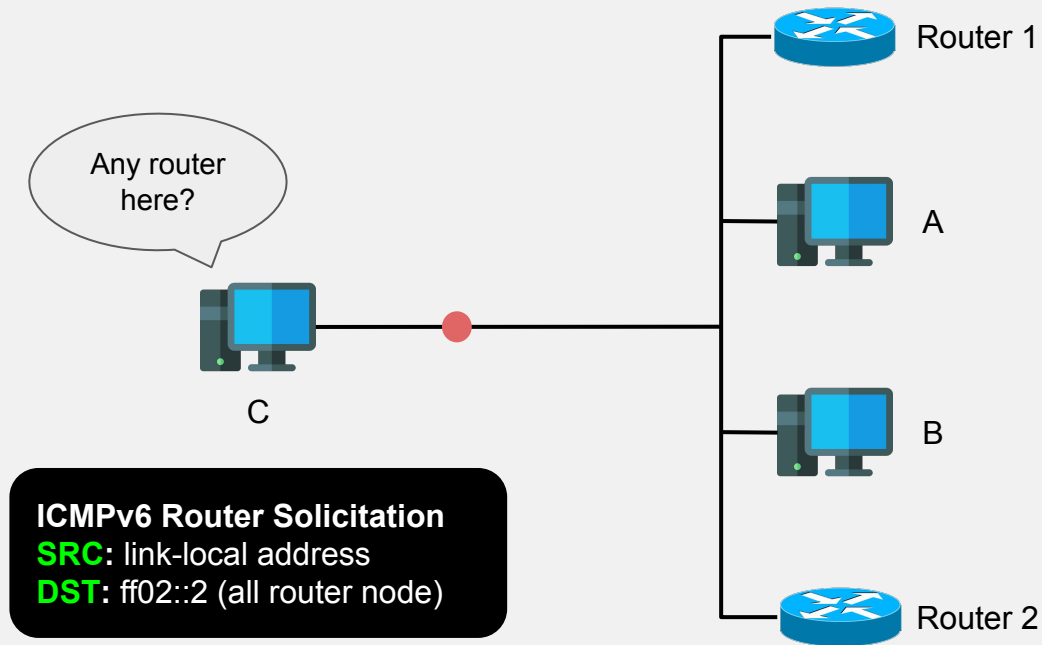 Router 1
Any router
here?
A
C
B
ICMPv6 Router Solicitation
SRC: link-local address
DST: ff02::2 (all router node)
Router 2